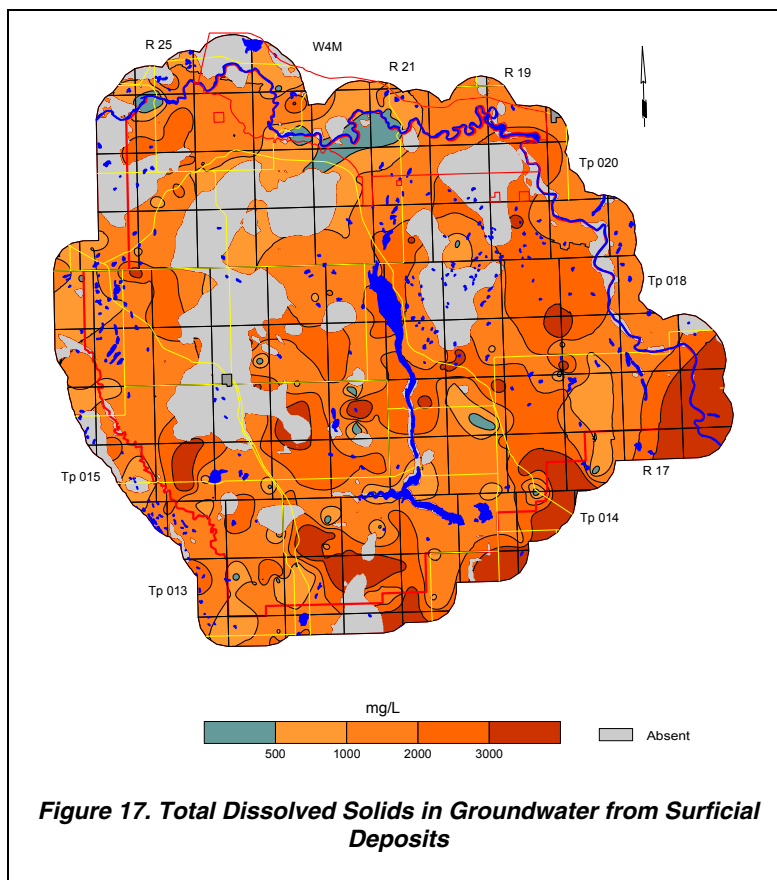 R 25
W4M
R 21
R 19
Tp 020
Tp 018
Tp 015
R 17
Tp 014
Tp 013
mg/L
500 1000 2000 3000
Absent
Figure 17. Total Dissolved Solids in Groundwater from Surficial
Deposits